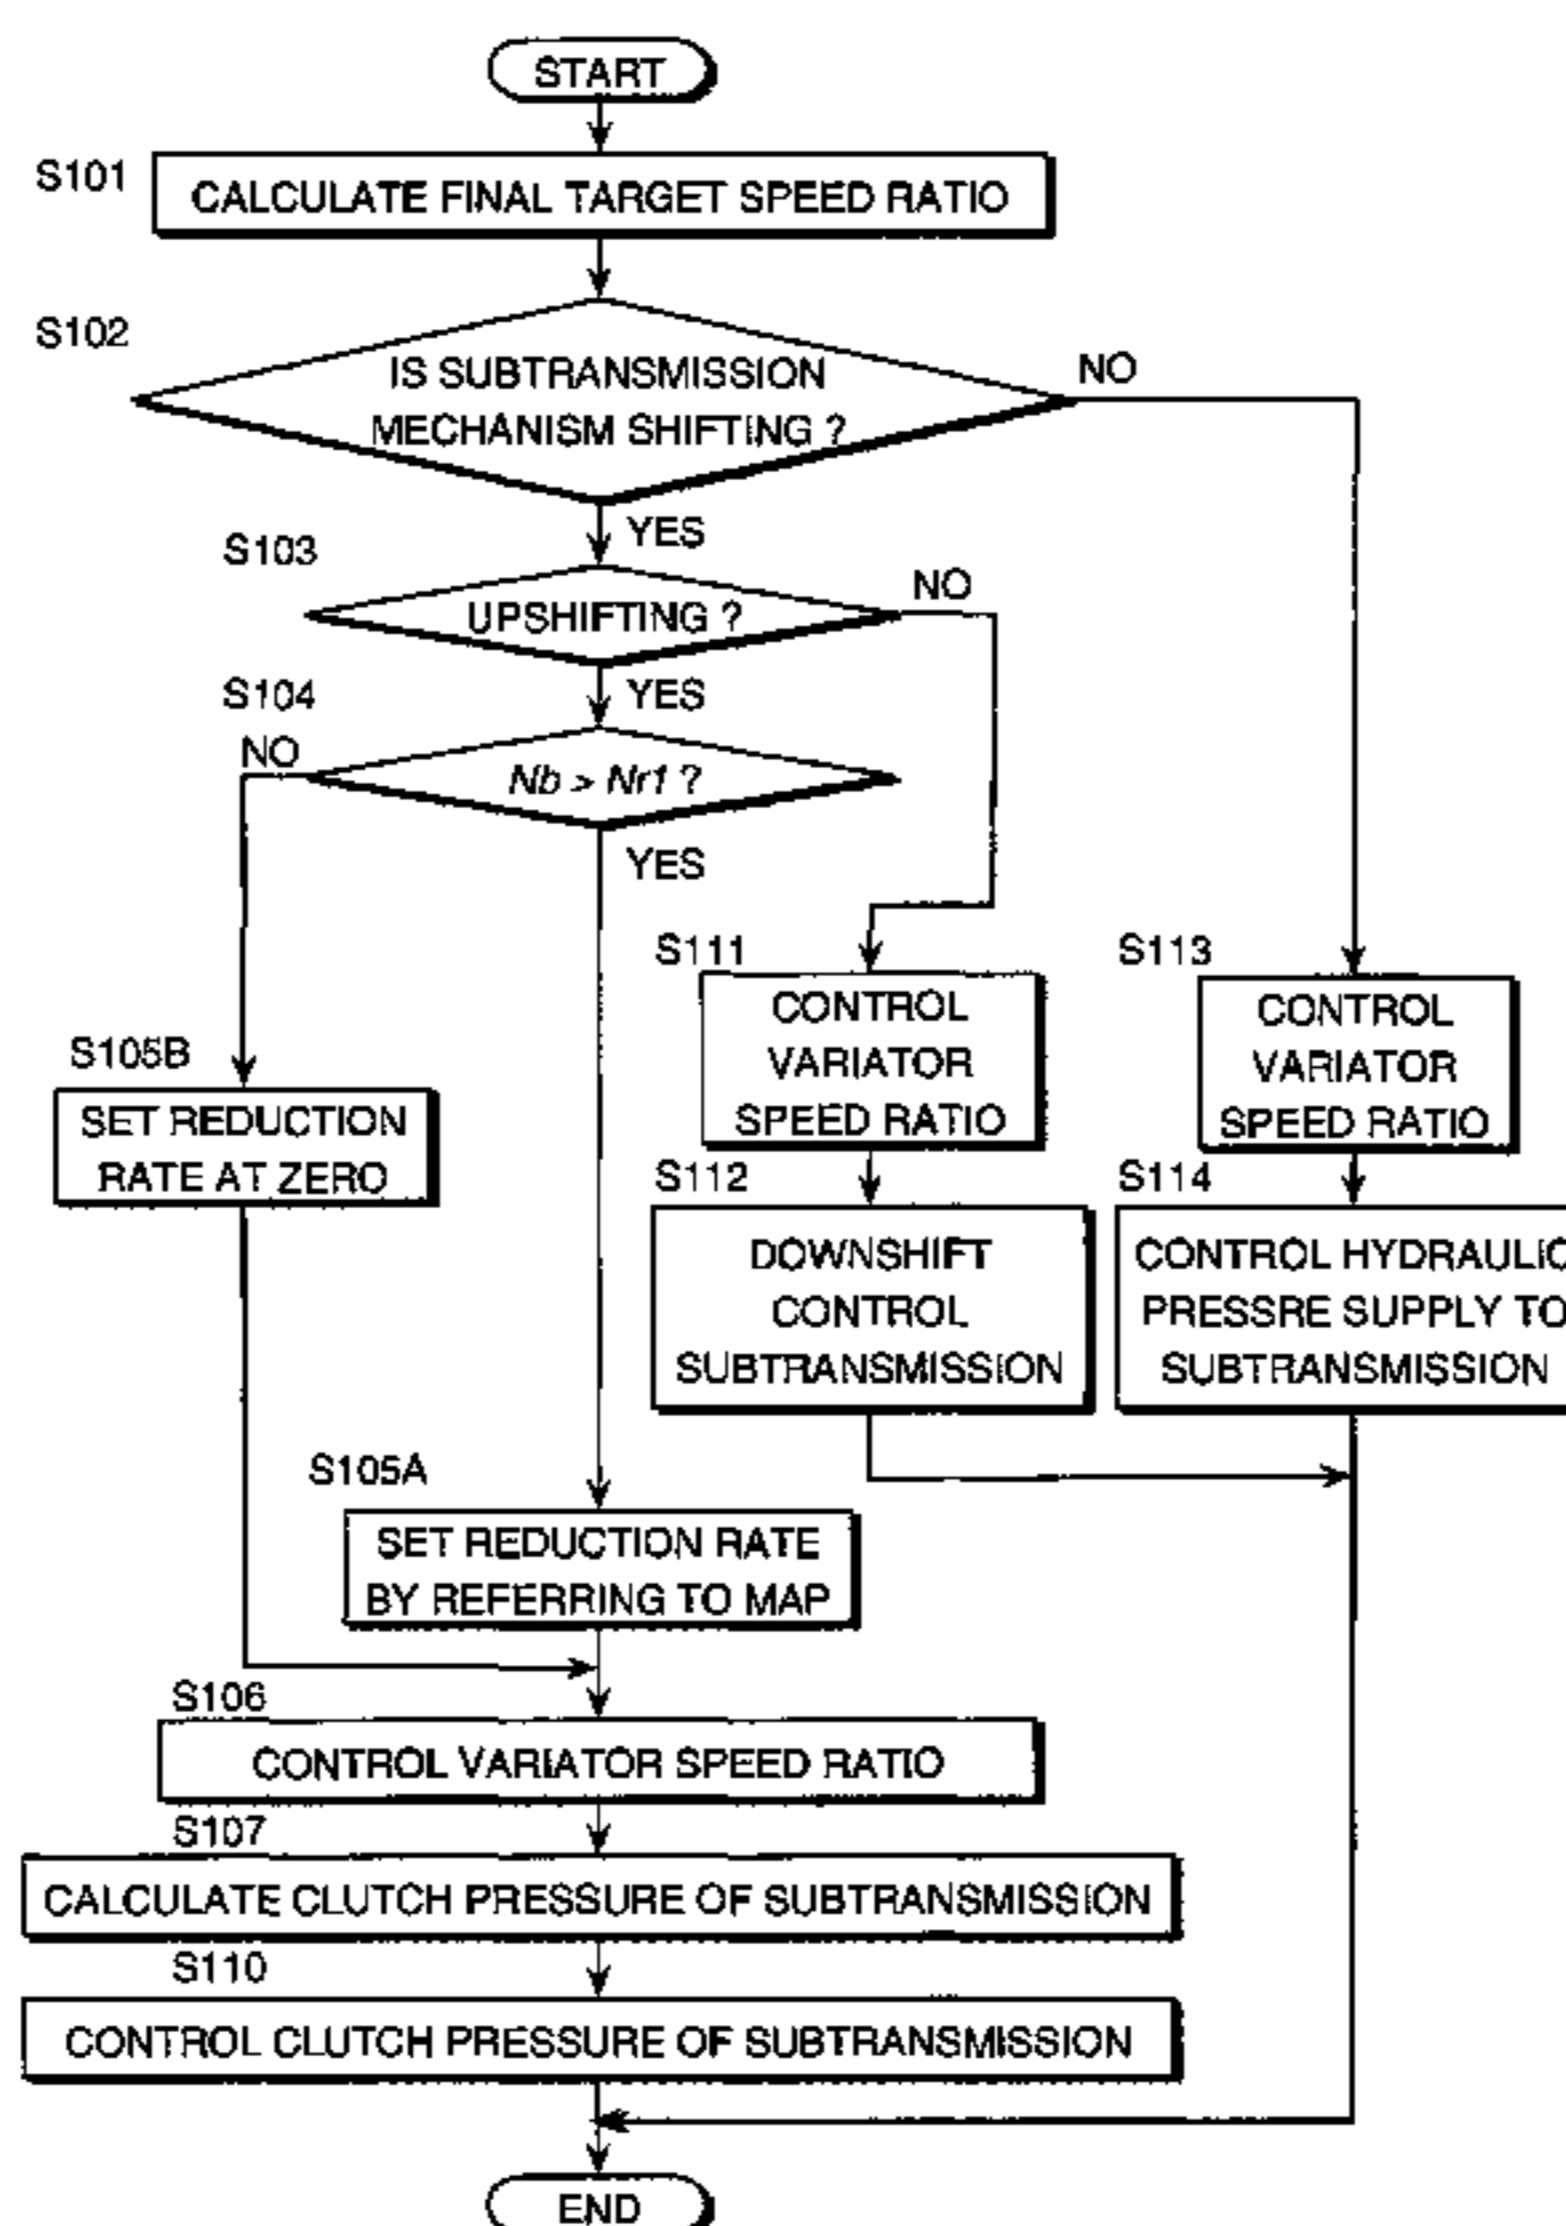 START
S101
CALCULATE FINAL TARGET SPEED RATIO
S102
IS SUBTRANSMISSION
MECHANISM SHIFTING ?
NO
YES
S103
UPSHIFTING ?
NO
YES
S104
NO
Nb > Nr1 ?
YES
S111
CONTROL
VARIATOR
SPEED RATIO
S113
CONTROL
VARIATOR
SPEED RATIO
S105B
SET REDUCTION
RATE AT ZERO
S112
DOWNSHIFT
CONTROL
SUBTRANSMISSION
S114
CONTROL HYDRAULIC
PRESSRE SUPPLY TO
SUBTRANSMISSION
S105A
SET REDUCTION RATE
BY REFERRING TO MAP
S106
CONTROL VARIATOR SPEED RATIO
S107
CALCULATE CLUTCH PRESSURE OF SUBTRANSMISSION
S110
CONTROL CLUTCH PRESSURE OF SUBTRANSMISSION
END